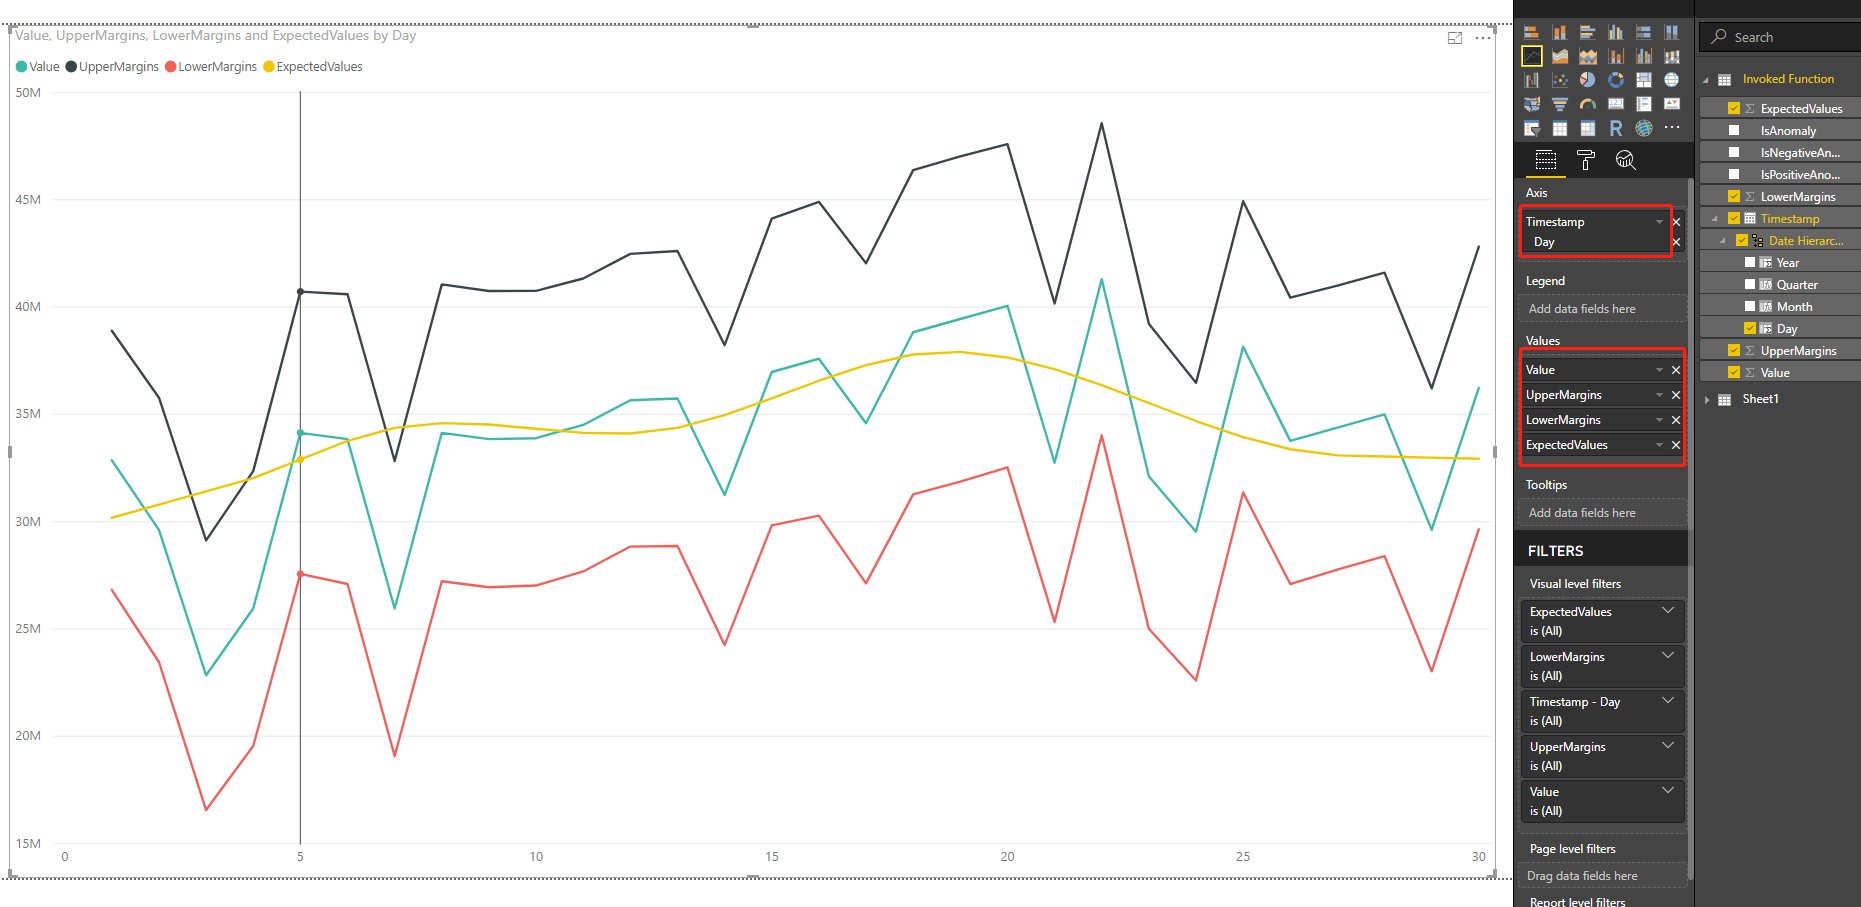 Value, UpperMargins, LowerMargins and ExpectedValues by Day
Value UpperMargins LowerMargins ExpectedValues
50M
45M
40M
35M
30M
25M
20M
15M
0 5 10 15 20 25 30
R
Axis
Timestamp
Day
Legend
Add data fields here
Values
Value
UpperMargins
LowerMargins
ExpectedValues
Tooltips
Add data fields here
FILTERS
Visual level filters
ExpectedValues
is (All)
LowerMargins
is (All)
Timestamp - Day
is (All)
UpperMargins
is (All)
Value
is (All)
Page level filters
Drag data fields here
Report level filters
Search
Invoked Function
ExpectedValues
IsAnomaly
IsNegativeAn...
IsPositiveAno...
LowerMargins
Timestamp
Date Hierarc...
Year
Quarter
Month
Day
UpperMargins
Value
Sheet1